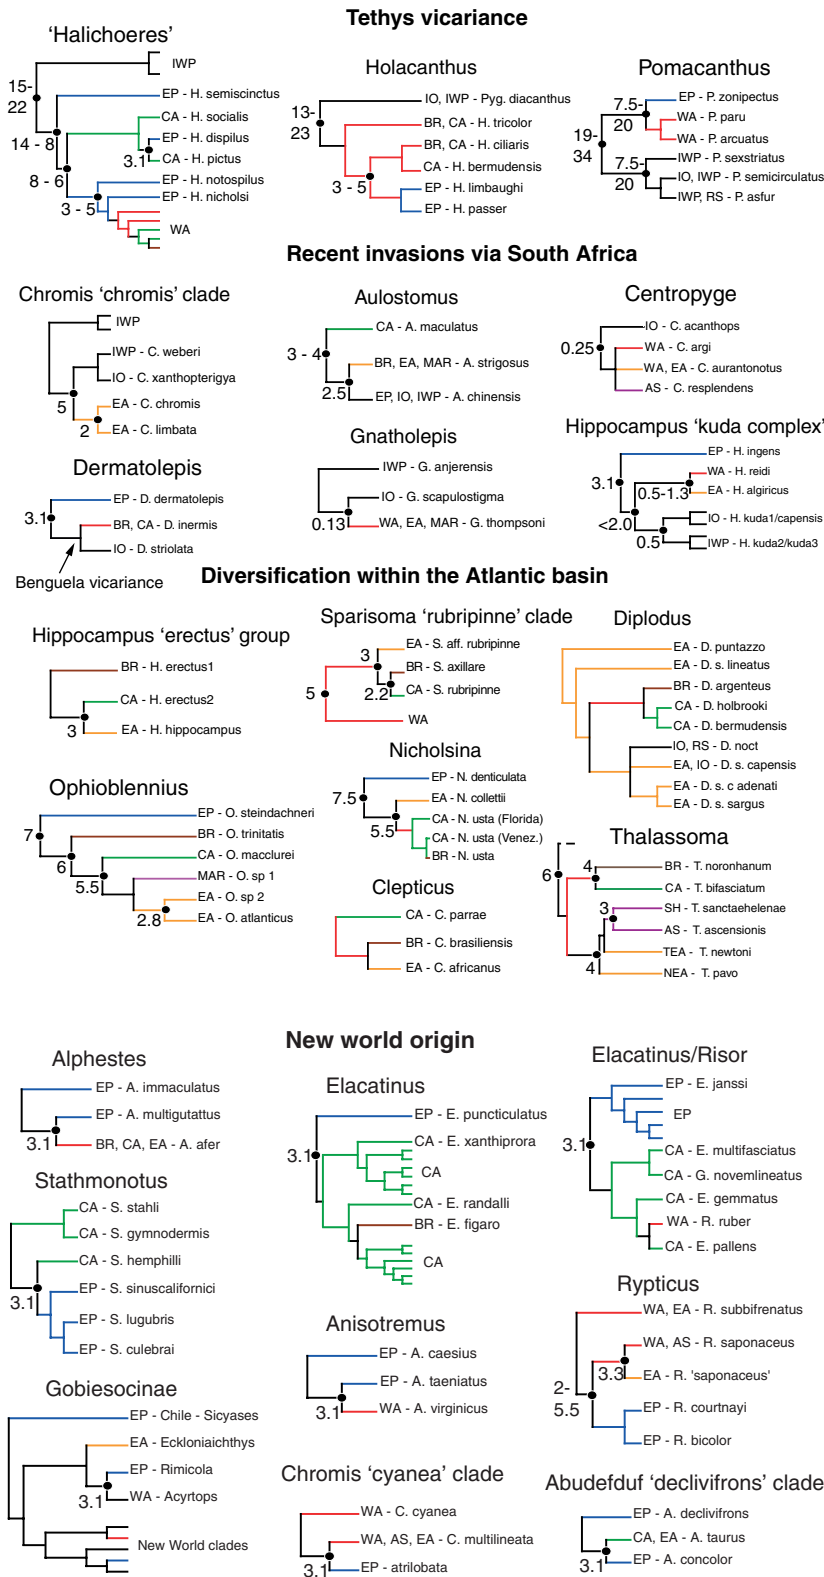 Tethys vicariance
'Halichoeres'
IWP
15-
22
EP - H. semiscinctus
CA - H. socialis
EP - H. dispilus
3.1
CA - H. pictus
14 - 8
8 - 6
EP - H. notospilus
EP - H. nicholsi
3 - 5
WA
Holacanthus
IO, IWP - Pyg. diacanthus
13-
23
BR, CA - H. tricolor
BR, CA - H. ciliaris
CA - H. bermudensis
3 - 5
EP - H. limbaughi
EP - H. passer
Pomacanthus
7.5-
20
EP - P. zonipectus
WA - P. paru
WA - P. arcuatus
19-
34
7.5-
20
IWP - P. sexstriatus
IO, IWP - P. semicirculatus
IWP, RS - P. asfur
Recent invasions via South Africa
Chromis 'chromis' clade
IWP
IWP - C. weberi
IO - C. xanthopterigya
5
EA - C. chromis
2
EA - C. limbata
Aulostomus
CA - A. maculatus
3 - 4
BR, EA, MAR - A. strigosus
2.5
EP, IO, IWP - A. chinensis
Centropyge
IO - C. acanthops
0.25
WA - C. argi
WA, EA - C. aurantonotus
AS - C. resplendens
Dermatolepis
EP - D. dermatolepis
3.1
BR, CA - D. inermis
IO - D. striolata
Benguela vicariance
Gnatholepis
IWP - G. anjerensis
IO - G. scapulostigma
0.13
WA, EA, MAR - G. thompsoni
Hippocampus 'kuda complex'
EP - H. ingens
3.1
WA - H. reidi
0.5-1.3
EA - H. algiricus
<2.0
IO - H. kuda1/capensis
0.5
IWP - H. kuda2/kuda3
Diversification within the Atlantic basin
Hippocampus 'erectus' group
BR - H. erectus1
CA - H. erectus2
3
EA - H. hippocampus
Sparisoma 'rubripinne' clade
3
EA - S. aff. rubripinne
BR - S. axillare
2.2
CA - S. rubripinne
5
WA
Diplodus
EA - D. puntazzo
EA - D. s. lineatus
BR - D. argenteus
CA - D. holbrooki
CA - D. bermudensis
IO, RS - D. noct
EA, IO - D. s. capensis
EA - D. s. c adenati
EA - D. s. sargus
Ophioblennius
EP - O. steindachneri
7
BR - O. trinitatis
6
CA - O. macclurei
5.5
MAR - O. sp 1
EA - O. sp 2
2.8
EA - O. atlanticus
Nicholsina
EP - N. denticulata
7.5
EA - N. collettii
5.5
CA - N. usta (Florida)
CA - N. usta (Venez.)
BR - N. usta
Clepticus
CA - C. parrae
BR - C. brasiliensis
EA - C. africanus
Thalassoma
6
4
BR - T. noronhanum
CA - T. bifasciatum
3
SH - T. sanctaehelenae
AS - T. ascensionis
TEA - T. newtoni
4
NEA - T. pavo
New world origin
Alphestes
EP - A. immaculatus
EP - A. multigutattus
3.1
BR, CA, EA - A. afer
Elacatinus
EP - E. puncticulatus
3.1
CA - E. xanthiprora
CA
CA - E. randalli
BR - E. figaro
CA
Elacatinus/Risor
EP - E. janssi
EP
3.1
CA - E. multifasciatus
CA - G. novemlineatus
CA - E. gemmatus
WA - R. ruber
CA - E. pallens
Stathmonotus
CA - S. stahli
CA - S. gymnodermis
CA - S. hemphilli
3.1
EP - S. sinuscalifornici
EP - S. lugubris
EP - S. culebrai
Anisotremus
EP - A. caesius
EP - A. taeniatus
3.1
WA - A. virginicus
Rypticus
WA, EA - R. subbifrenatus
WA, AS - R. saponaceus
3.3
EA - R. 'saponaceus'
2-
5.5
EP - R. courtnayi
EP - R. bicolor
Gobiesocinae
EP - Chile - Sicyases
EA - Eckloniaichthys
EP - Rimicola
3.1
WA - Acyrtops
New World clades
Chromis 'cyanea' clade
WA - C. cyanea
WA, AS, EA - C. multilineata
3.1
EP - atrilobata
Abudefduf 'declivifrons' clade
EP - A. declivifrons
CA, EA - A. taurus
3.1
EP - A. concolor